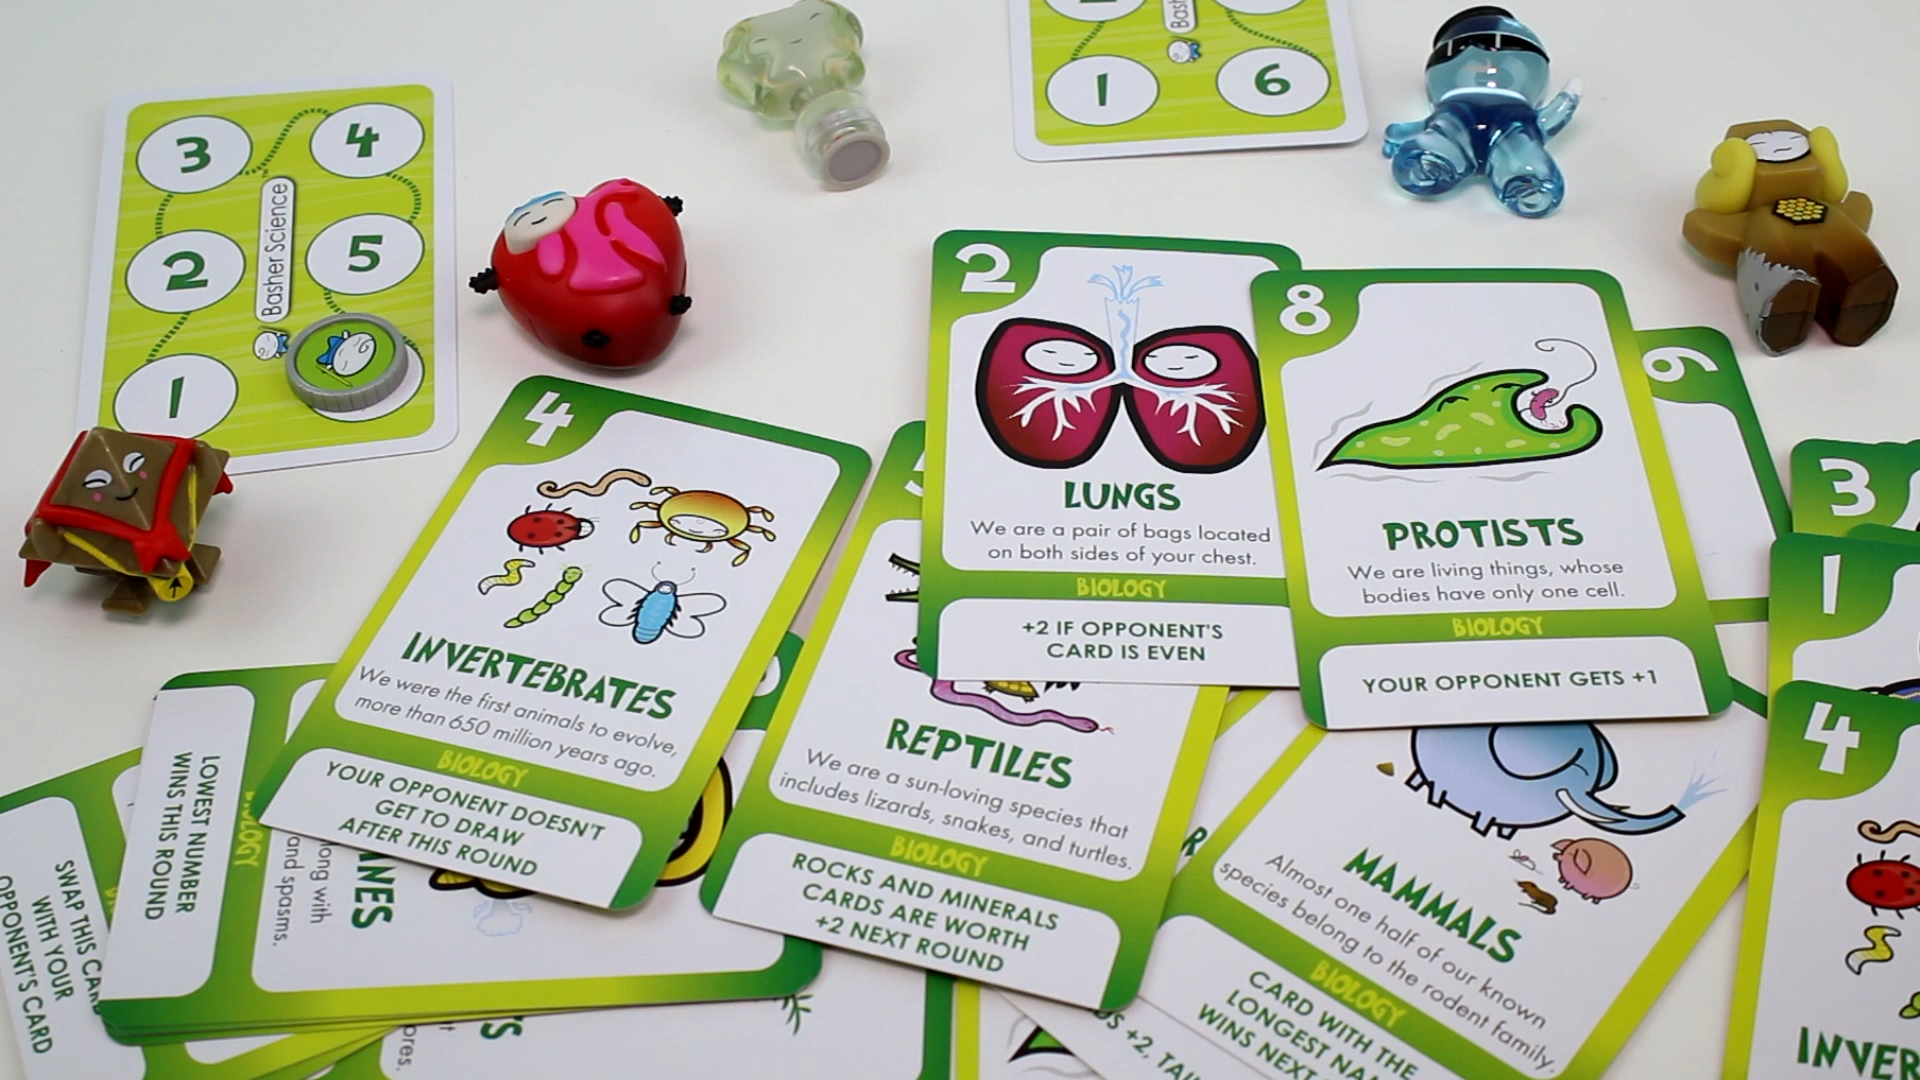 3
4
2
5
1
Basher Science
1
6
4
INVERTEBRATES
We were the first animals to evolve,
more than 650 million years ago.
BIOLOGY
YOUR OPPONENT DOESN'T
GET TO DRAW
AFTER THIS ROUND
REPTILES
We are a sun-loving species that
includes lizards, snakes, and turtles.
BIOLOGY
ROCKS AND MINERALS
CARDS ARE WORTH
+2 NEXT ROUND
2
LUNGS
We are a pair of bags located
on both sides of your chest.
BIOLOGY
+2 IF OPPONENT'S
CARD IS EVEN
8
PROTISTS
We are living things, whose
bodies have only one cell.
BIOLOGY
YOUR OPPONENT GETS +1
MAMMALS
Almost one half of our known
species belong to the rodent family.
BIOLOGY
CARD WITH THE
LONGEST
WINS
3
1
4
LOWEST NUMBER
WINS THIS ROUND
and spasms.
with
SWAP THIS
WITH YOUR
OPPONENT'S CARD
+2,